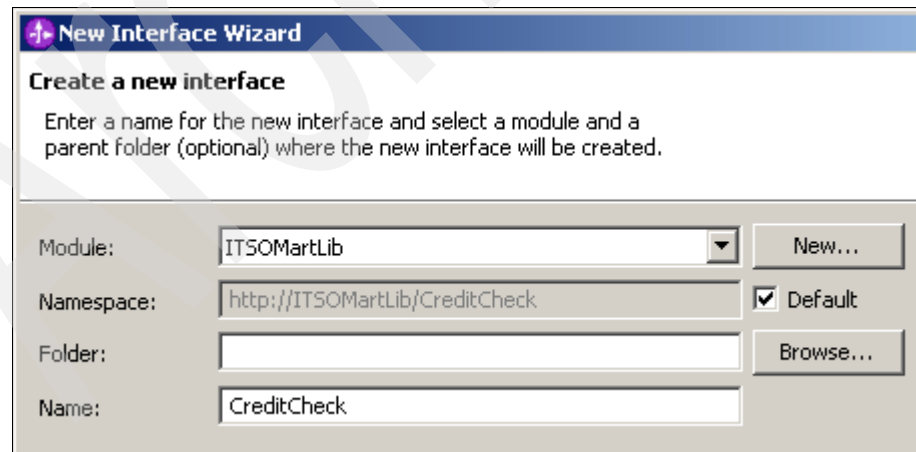 New Interface Wizard
Create a new interface
Enter a name for the new interface and select a module and a
parent folder (optional) where the new interface will be created.
Module: ITSOMartLib New...
Namespace: http://ITSOMartLib/CreditCheck Default
Folder: Browse...
Name: CreditCheck